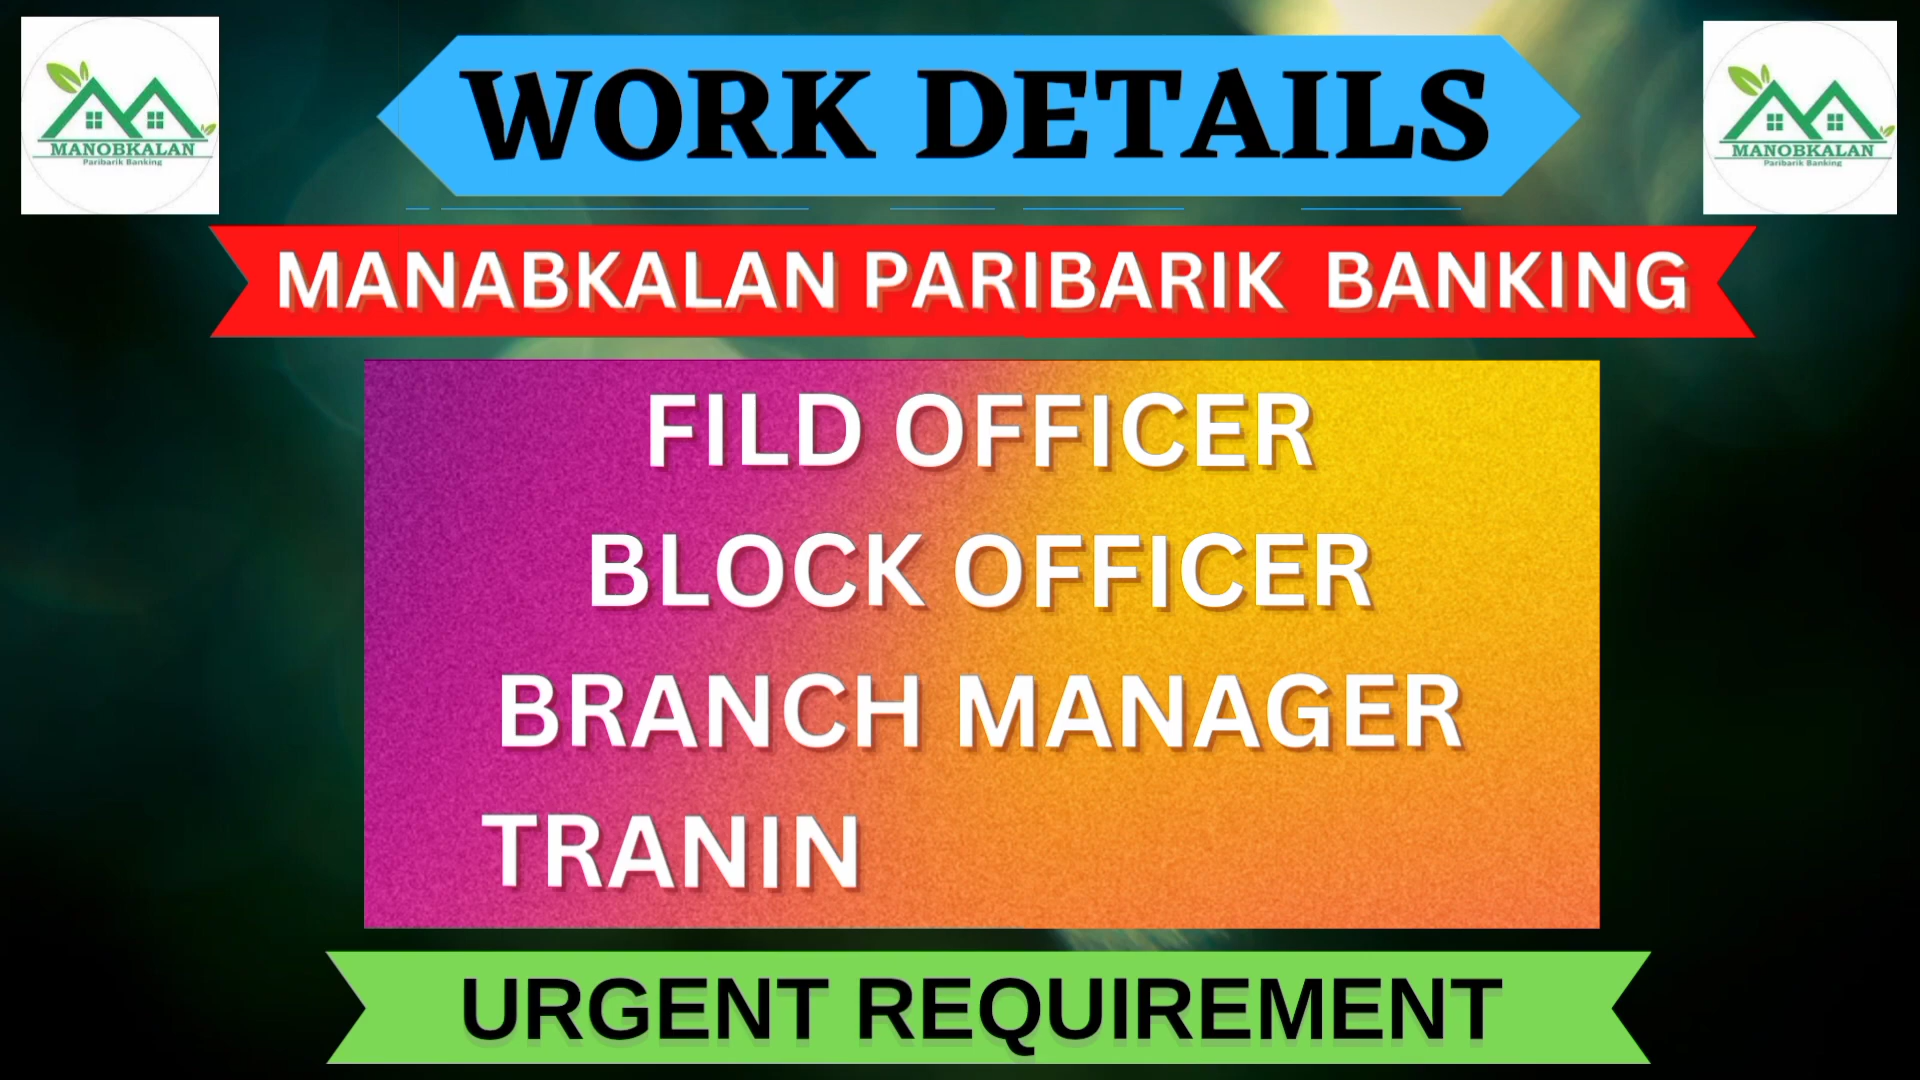 WORK DETAILS
MANOBKALAN
Paribarik Banking
MANOBKALAN
Paribarik Banking
MANABKALAN PARIBARIK BANKING
FILD OFFICER
BLOCK OFFICER
BRANCH MANAGER
TRANIN
URGENT REQUIREMENT